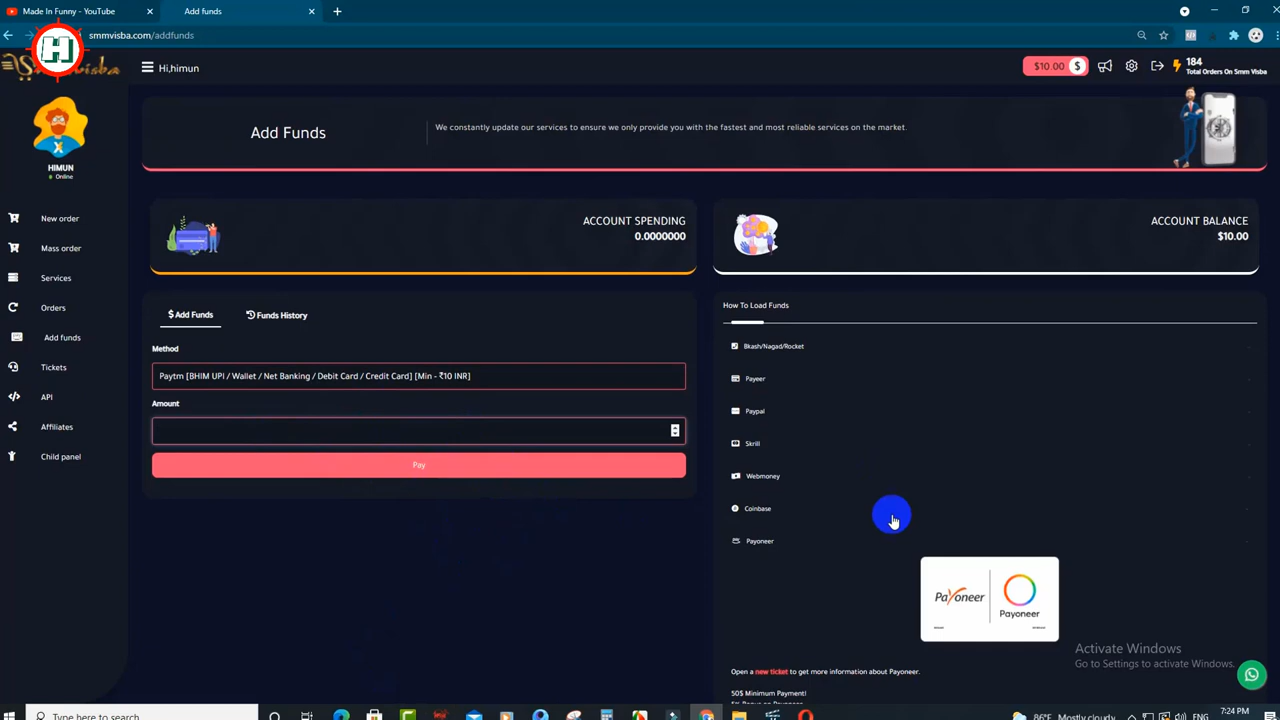 Made In Funny - YouTube
Add funds
smmvisba.com/addfunds
H
Hi,himun
$10.00 $
184
Total Orders On Smm Visba
HIMUN
Online
Add Funds
We constantly update our services to ensure we only provide you with the fastest and most reliable services on the market.
New order
Mass order
Services
Orders
Add funds
Tickets
API
Affiliates
Child panel
ACCOUNT SPENDING
0.0000000
ACCOUNT BALANCE
$10.00
$ Add Funds
Funds History
Method
Paytm [BHIM UPI / Wallet / Net Banking / Debit Card / Credit Card] [Min - ₹10 INR]
Amount
Pay
How To Load Funds
Bkash/Nagad/Rocket
Payeer
Paypal
Skrill
Webmoney
Coinbase
Payoneer
Payoneer
Payoneer
Open a new ticket to get more information about Payoneer.
50$ Minimum Payment!
Activate Windows
Go to Settings to activate Windows.
Type here to search
86°F Mostly cloudy
7:24 PM